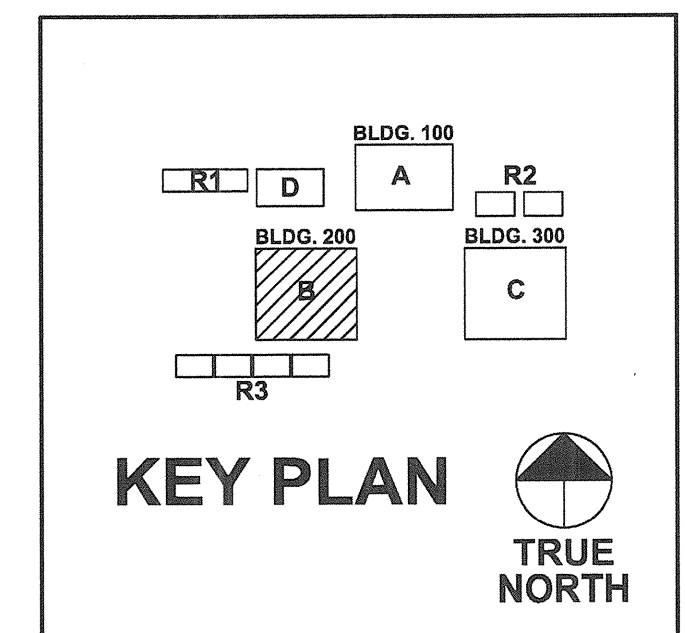 BLDG. 100
R1
D
A
R2
BLDG. 200
BLDG. 300
B
C
R3
KEY PLAN
TRUE
NORTH